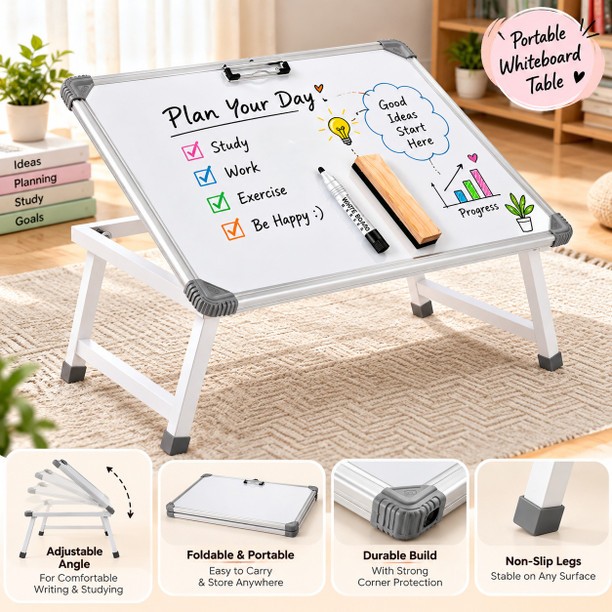 Portable
Whiteboard
Table
Plan Your Day
Study
Work
Exercise
Be Happy :)
Good
Ideas
Start
Here
Progress
WHITE BOARD
Ideas
Planning
Study
Goals
Adjustable
Angle
For Comfortable
Writing & Studying
Foldable & Portable
Easy to Carry
& Store Anywhere
Durable Build
With Strong
Corner Protection
Non-Slip Legs
Stable on Any Surface